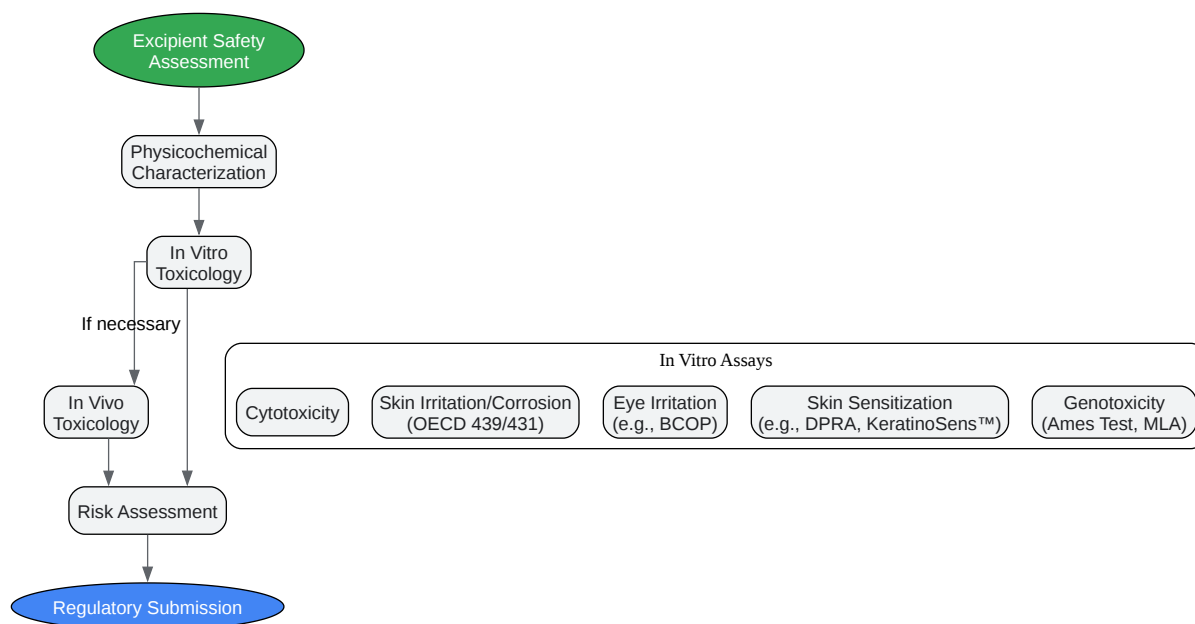 Excipient Safety
Assessment
Physicochemical
Characterization
In Vitro
Toxicology
If necessary
In Vitro Assays
In Vivo
Toxicology
Cytotoxicity
Skin Irritation/Corrosion
(OECD 439/431)
Eye Irritation
(e.g., BCOP)
Skin Sensitization
(e.g., DPRA, KeratinoSens™)
Genotoxicity
(Ames Test, MLA)
Risk Assessment
Regulatory Submission